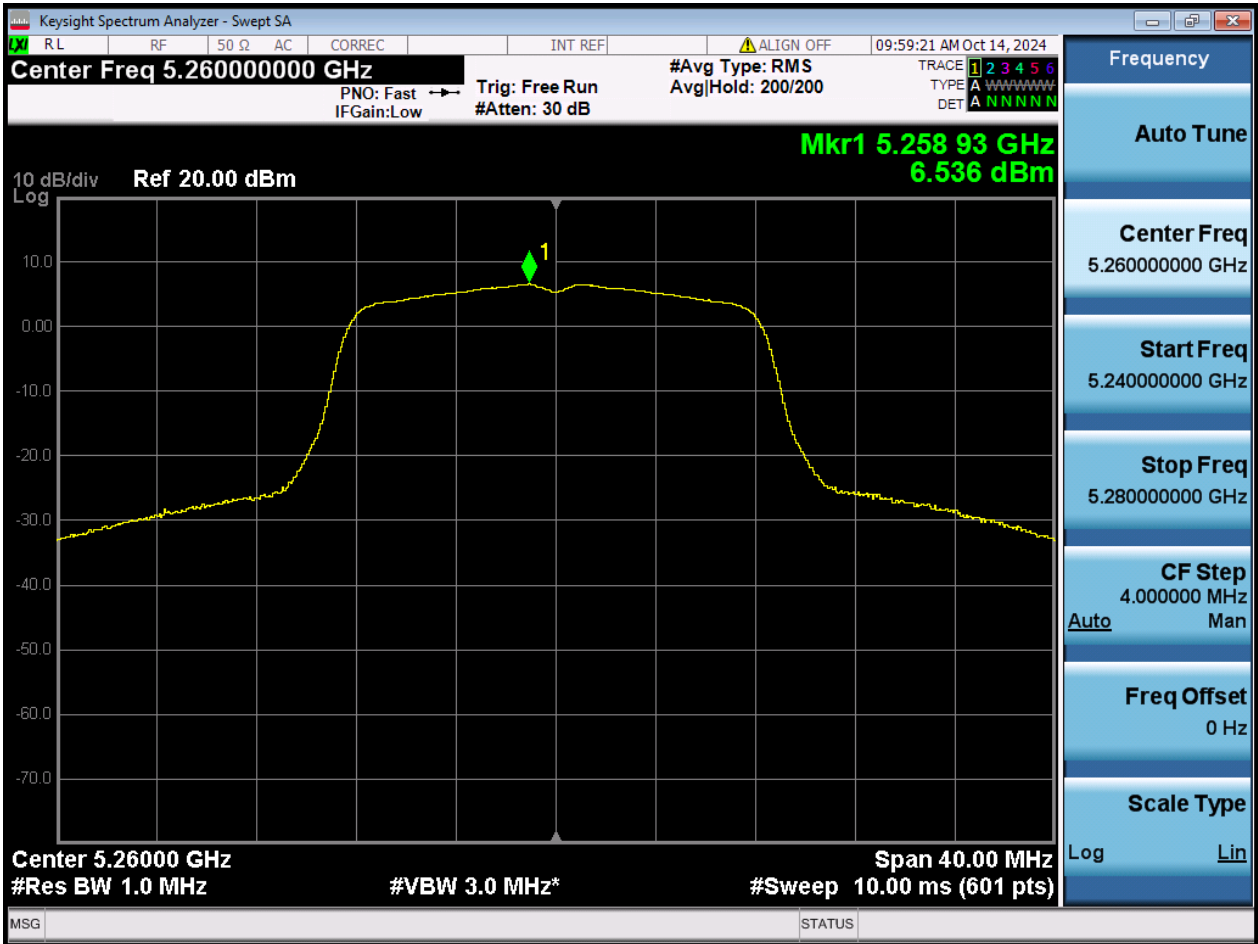 Keysight Spectrum Analyzer - Swept SA
LXI RL RF 50 Ω AC CORREC INT REF ALIGN OFF 09:59:21 AM Oct 14, 2024
Center Freq 5.260000000 GHz
PNO: Fast
IFGain:Low
Trig: Free Run
#Atten: 30 dB
#Avg Type: RMS
Avg|Hold: 200/200
TRACE 1 2 3 4 5 6
TYPE A WWWWW
DET A N N N N N
Mkr1 5.258 93 GHz
6.536 dBm
10 dB/div Ref 20.00 dBm
Log
1
10.0
0.00
-10.0
-20.0
-30.0
-40.0
-50.0
-60.0
-70.0
Center 5.26000 GHz Span 40.00 MHz
#Res BW 1.0 MHz #VBW 3.0 MHz* #Sweep 10.00 ms (601 pts)
MSG STATUS
Frequency
Auto Tune
Center Freq
5.260000000 GHz
Start Freq
5.240000000 GHz
Stop Freq
5.280000000 GHz
CF Step
4.000000 MHz
Auto Man
Freq Offset
0 Hz
Scale Type
Log Lin